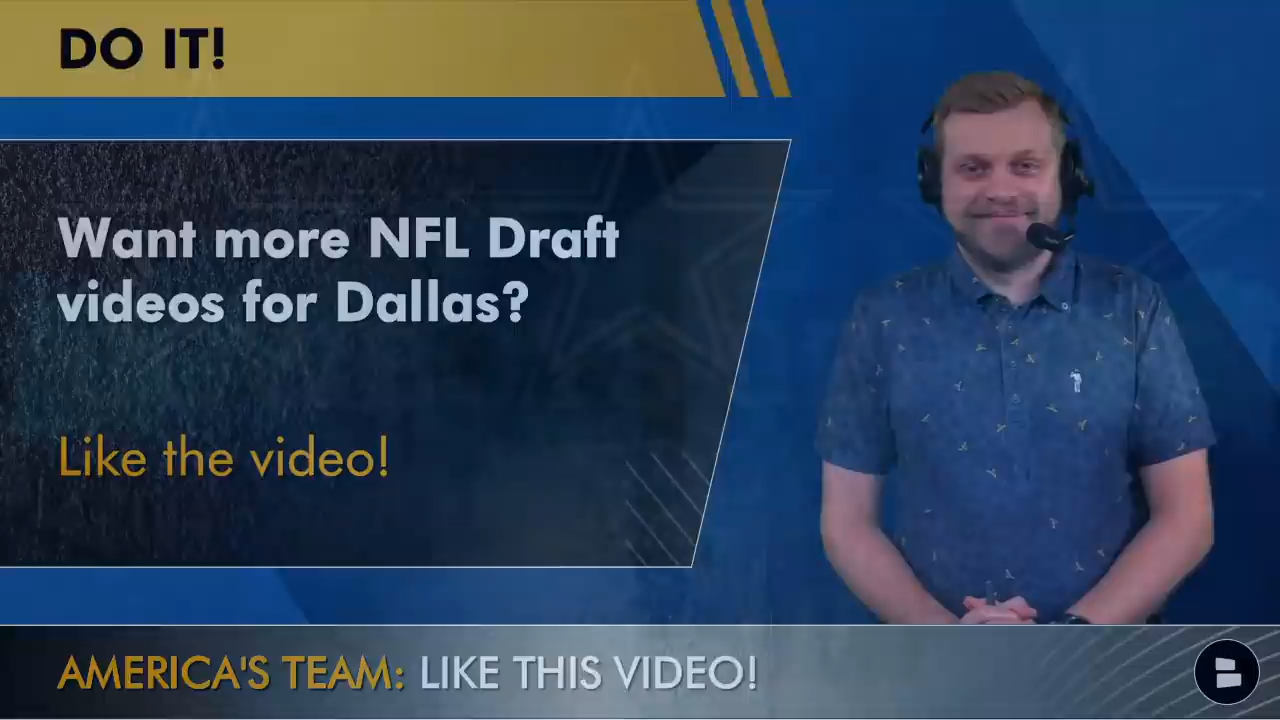 DO IT!
Want more NFL Draft
videos for Dallas?
Like the video!
AMERICA'S TEAM: LIKE THIS VIDEO!